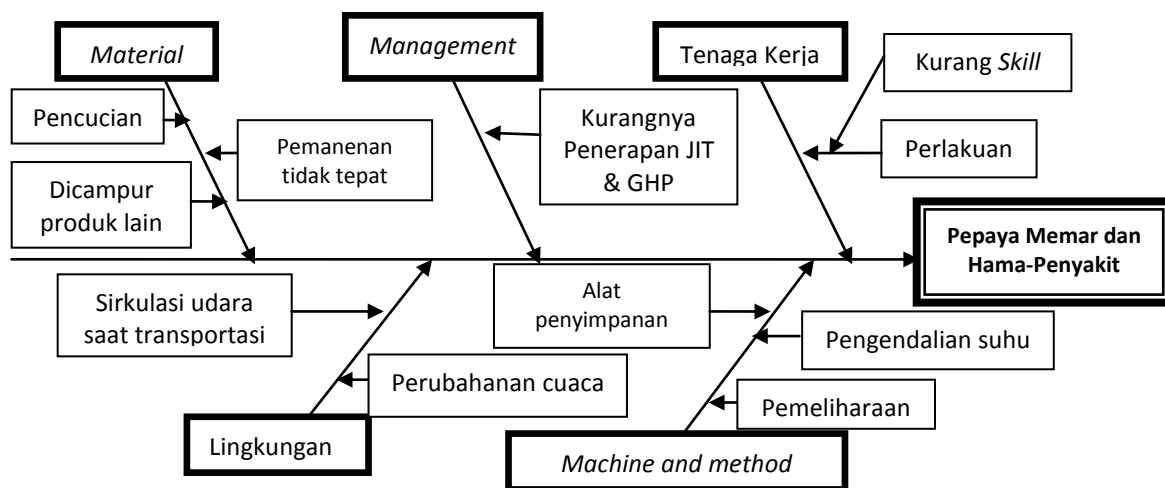 Material
Management
Tenaga Kerja
Kurang Skill
Pencucian
Pemanenan
tidak tepat
Kurangnya
Penerapan JIT
& GHP
Perlakuan
Dicampur
produk lain
Pepaya Memar dan
Hama-Penyakit
Sirkulasi udara
saat transportasi
Alat
penyimpanan
Pengendalian suhu
Perubahanan cuaca
Pemeliharaan
Lingkungan
Machine and method